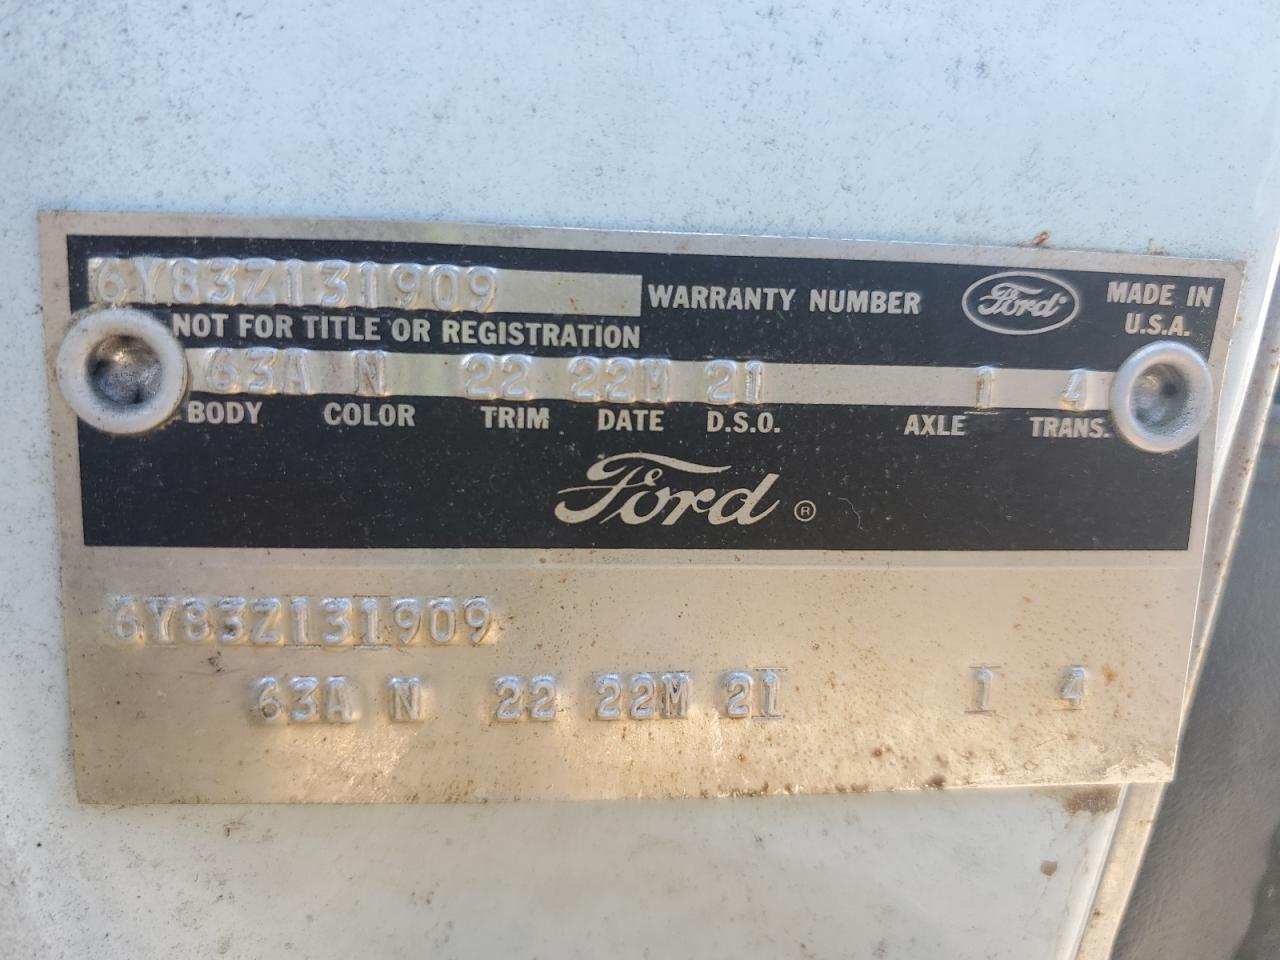 6Y83Z131909 WARRANTY NUMBER Ford MADE IN U.S.A.
NOT FOR TITLE OR REGISTRATION
63A N 22 22M 21 1 4
BODY COLOR TRIM DATE D.S.O. AXLE TRANS.
Ford ®
6Y83Z131909
63A N 22 22M 21 1 4